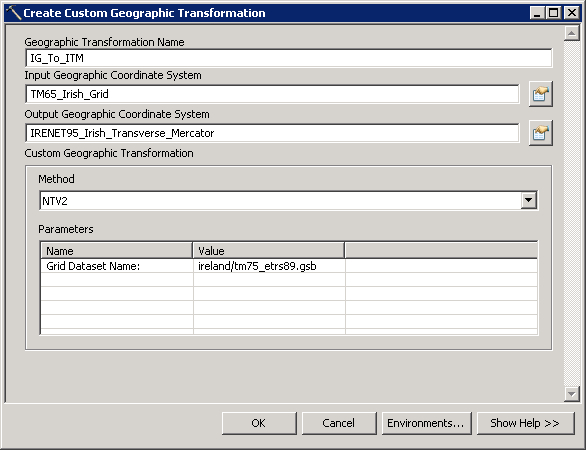 Create Custom Geographic Transformation
Geographic Transformation Name
IG_To_ITM
Input Geographic Coordinate System
TM65_Irish_Grid
Output Geographic Coordinate System
IRENET95_Irish_Transverse_Mercator
Custom Geographic Transformation
Method
NTV2
Parameters
Name Value
Grid Dataset Name: ireland/tm75_etrs89.gsb
OK Cancel Environments... Show Help >>